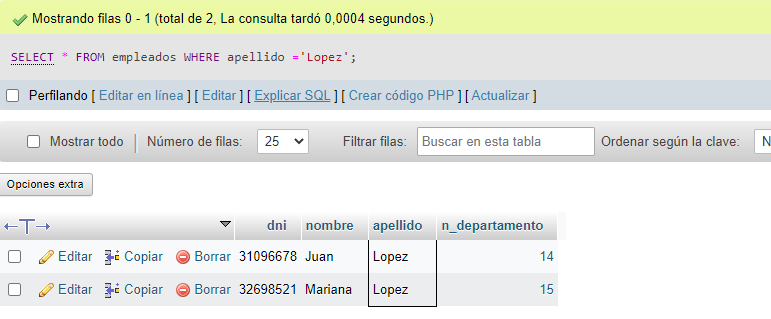 Mostrando filas 0 - 1 (total de 2, La consulta tardó 0,0004 segundos.)
SELECT * FROM empleados WHERE apellido ='Lopez';
Perfilando [ Editar en línea ] [ Editar ] [ Explicar SQL ] [ Crear código PHP ] [ Actualizar ]
Mostrar todo Número de filas: 25 Filtrar filas: Buscar en esta tabla Ordenar según la clave: N
Opciones extra
dni nombre apellido n_departamento
Editar Copiar Borrar 31096678 Juan Lopez 14
Editar Copiar Borrar 32698521 Mariana Lopez 15